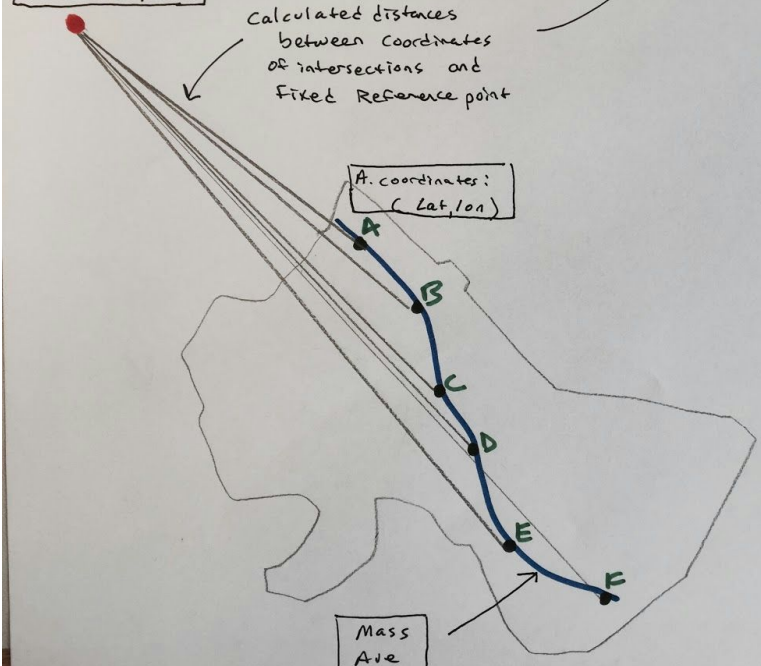 Calculated distances
between coordinates
of intersections and
Fixed Reference point
A. coordinates:
( Lat, lon)
A
B
C
D
E
F
Mass
Ave